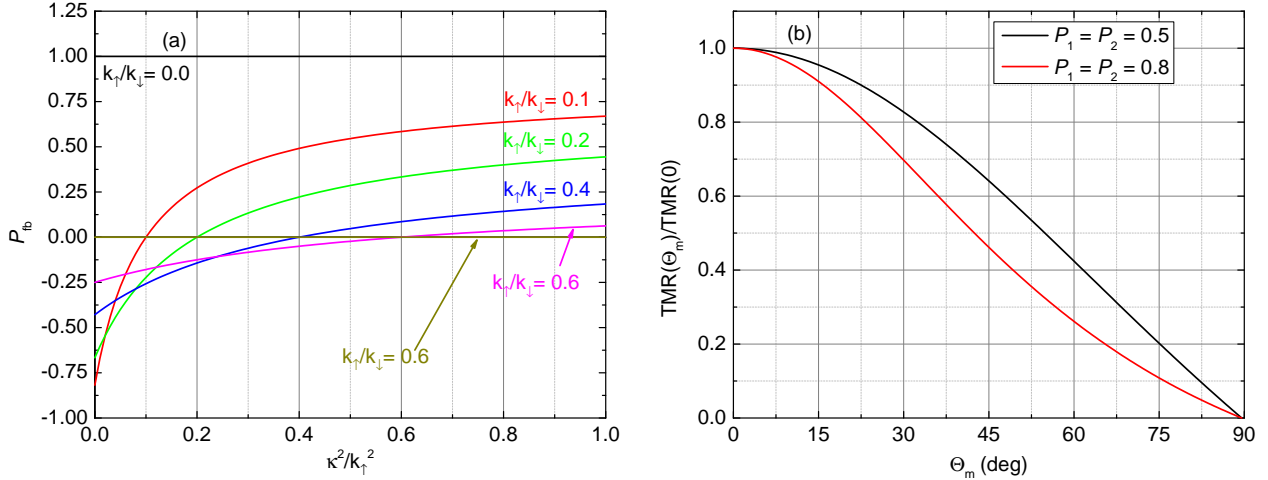 (a)
1.25
1.00
0.75
0.50
0.25
0.00
-0.25
-0.50
-0.75
-1.00
P_fb
k↑/k↓= 0.0
k↑/k↓= 0.1
k↑/k↓= 0.2
k↑/k↓= 0.4
k↑/k↓= 0.6
k↑/k↓= 0.6
0.0 0.2 0.4 0.6 0.8 1.0
κ²/k↑²
(b)
P₁ = P₂ = 0.5
P₁ = P₂ = 0.8
1.0
0.8
0.6
0.4
0.2
0.0
TMR(Θₘ)/TMR(0)
0 15 30 45 60 75 90
Θₘ (deg)